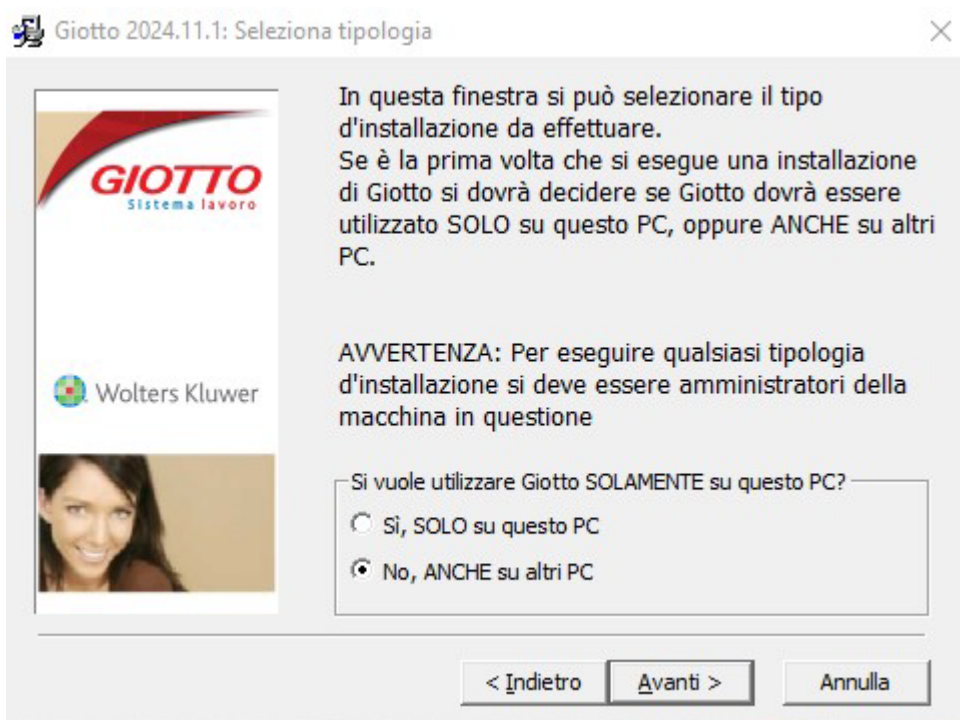 Giotto 2024.11.1: Seleziona tipologia
GIOTTO
Sistema lavoro
Wolters Kluwer
In questa finestra si può selezionare il tipo
d'installazione da effettuare.
Se è la prima volta che si esegue una installazione
di Giotto si dovrà decidere se Giotto dovrà essere
utilizzato SOLO su questo PC, oppure ANCHE su altri
PC.
AVVERTENZA: Per eseguire qualsiasi tipologia
d'installazione si deve essere amministratori della
macchina in questione
Si vuole utilizzare Giotto SOLAMENTE su questo PC?
Sì, SOLO su questo PC
No, ANCHE su altri PC
< Indietro
Avanti >
Annulla